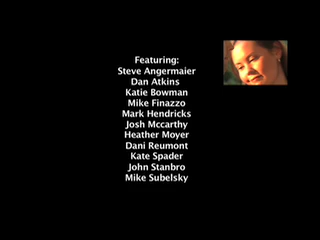 Featuring:
Steve Angermaier
Dan Atkins
Katie Bowman
Mike Finazzo
Mark Hendricks
Josh Mccarthy
Heather Moyer
Dani Reumont
Kate Spader
John Stanbro
Mike Subelsky